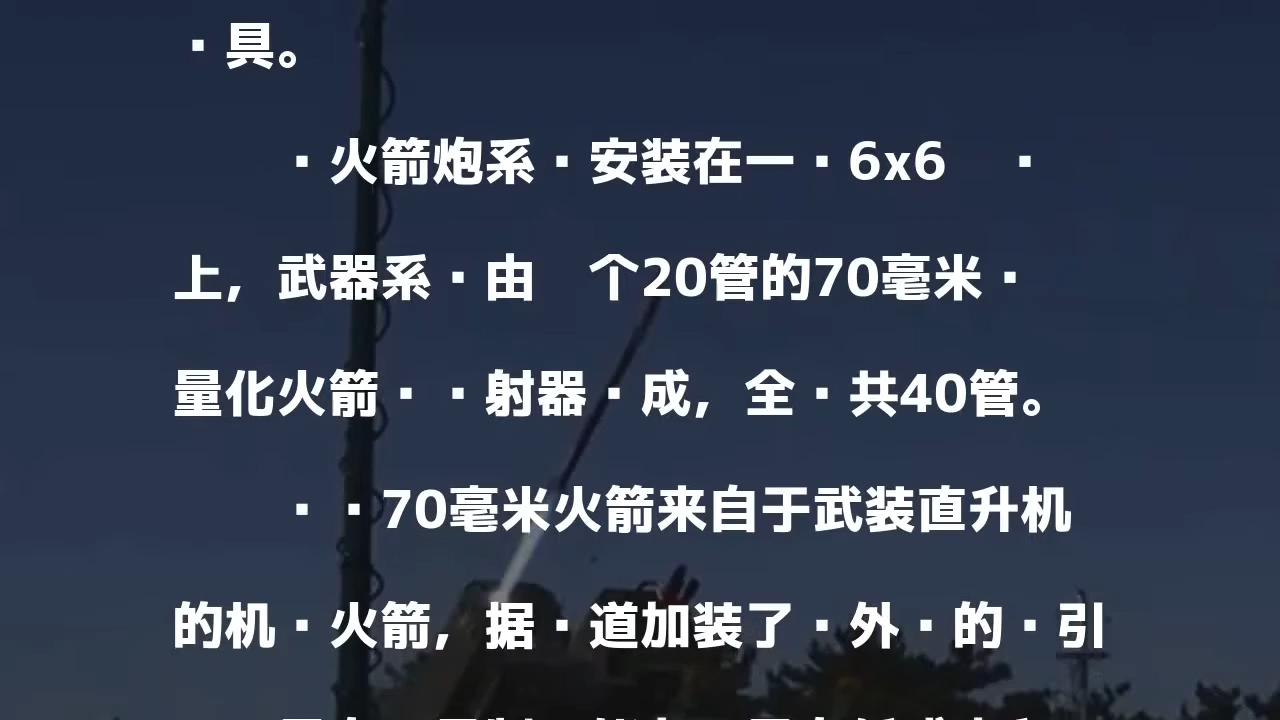 ▪具。
▪火箭炮系▪安装在一▪6x6　▪
上，武器系▪由　个20管的70毫米▪
量化火箭▪▪射器▪成，全▪共40管。
▪▪70毫米火箭来自于武装直升机
的机▪火箭，据▪道加装了▪外▪的▪引